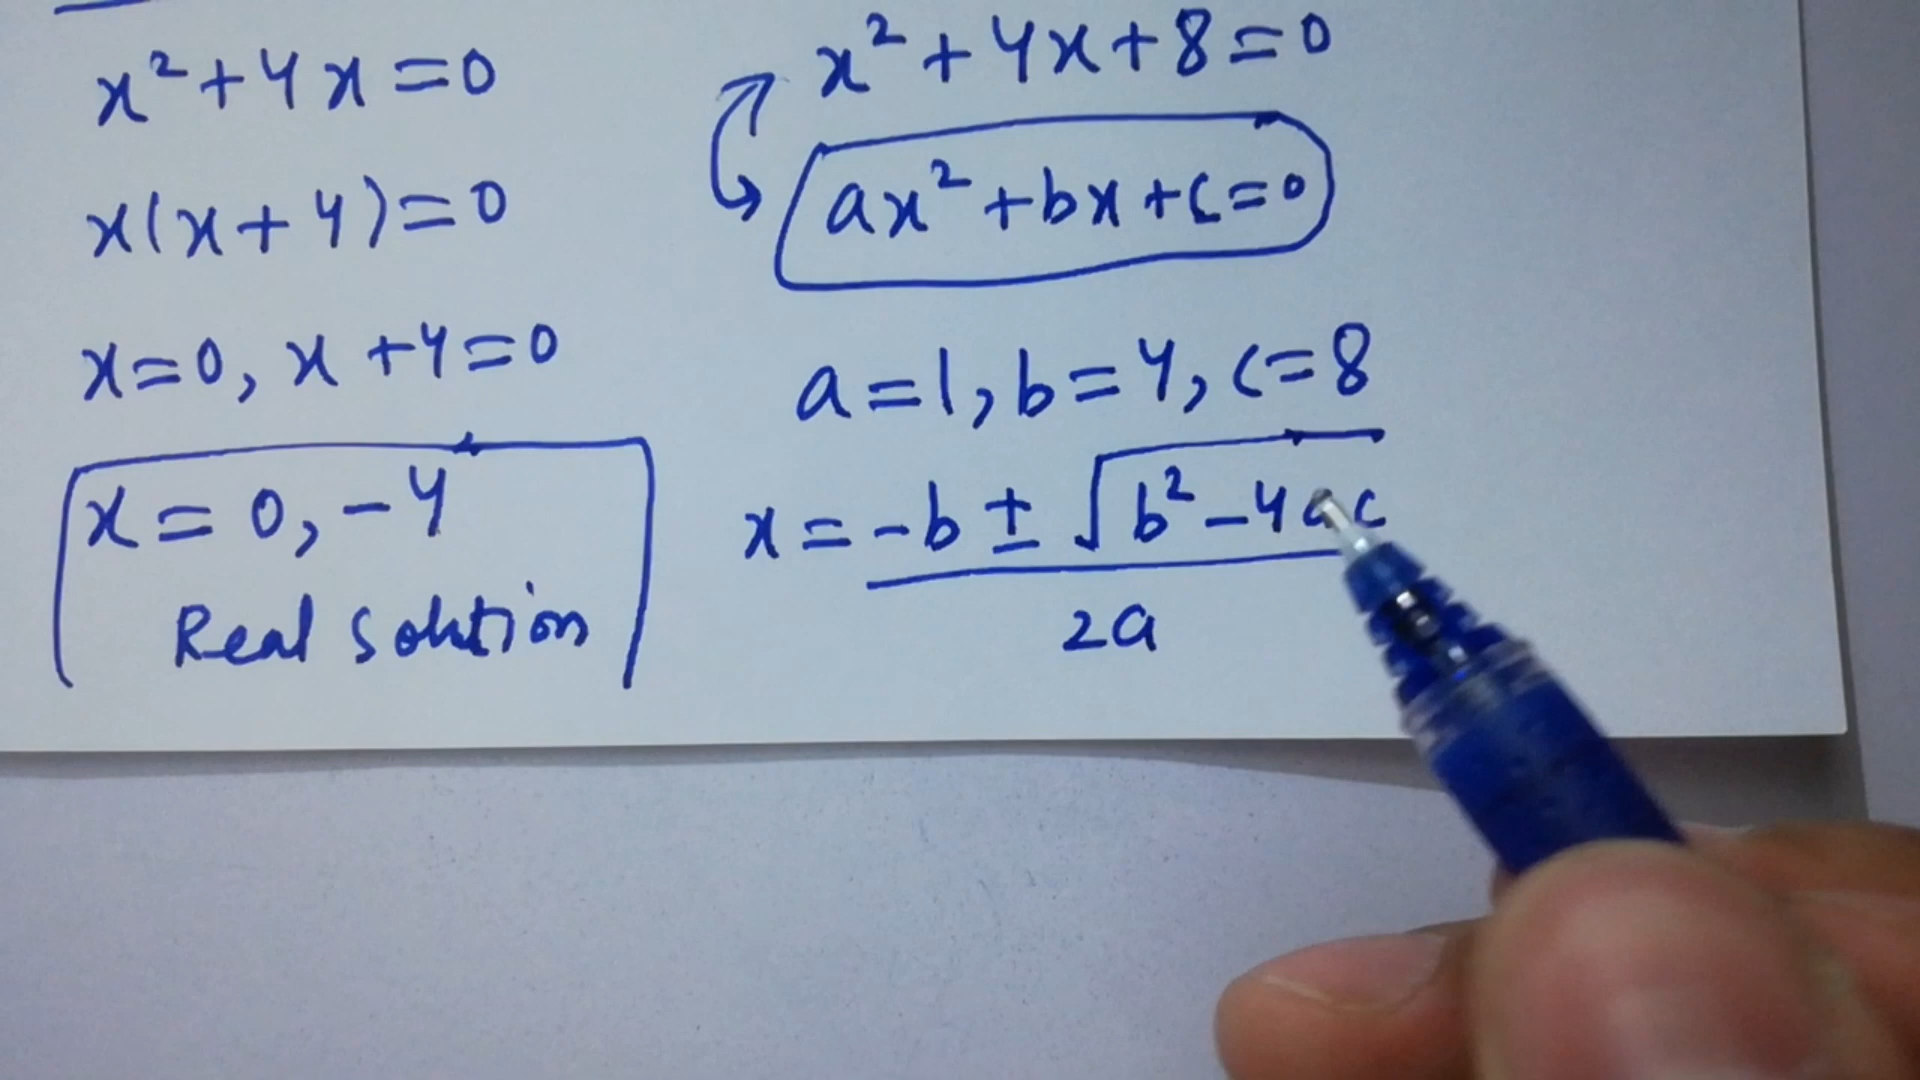 x² + 4x = 0
x(x + 4) = 0
x = 0, x + 4 = 0
x = 0, -4
Real Solution
x² + 4x + 8 = 0
ax² + bx + c = 0
a = 1, b = 4, c = 8
x = -b ± √(b² - 4ac)
2a